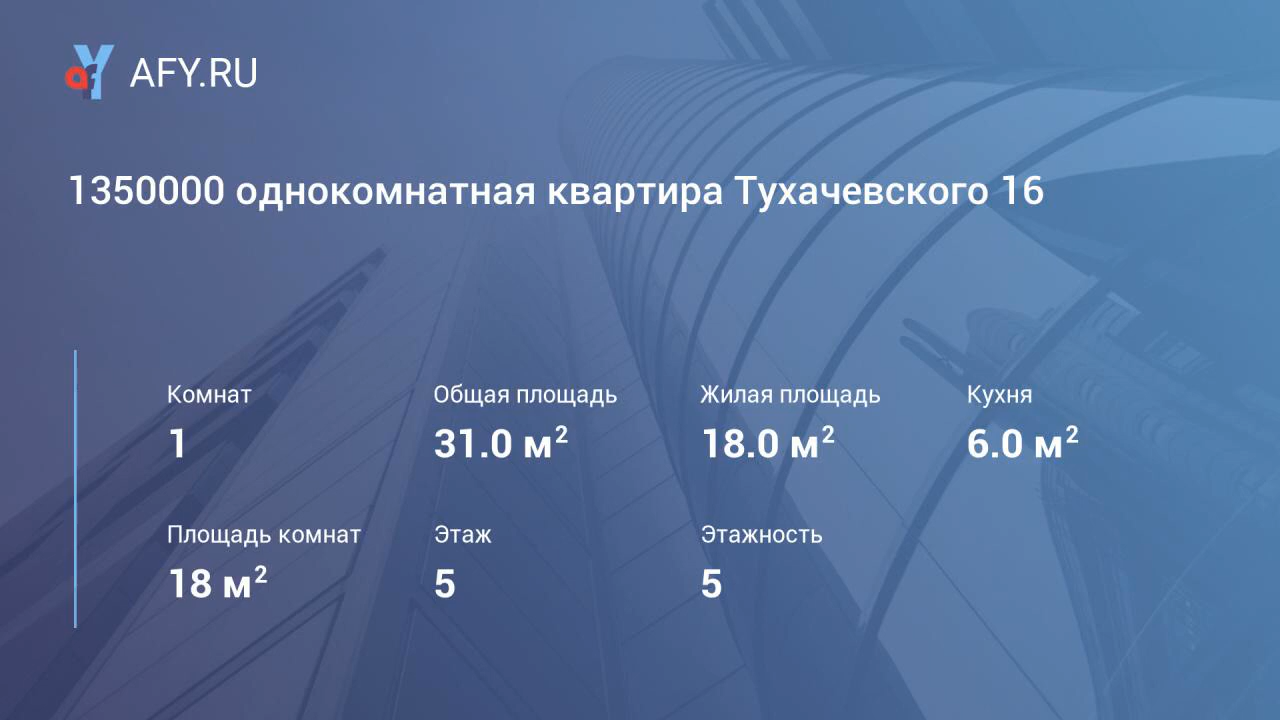 afy AFY.RU
1350000 однокомнатная квартира Тухачевского 16
Комнат Общая площадь Жилая площадь Кухня
1 31.0 м² 18.0 м² 6.0 м²
Площадь комнат Этаж Этажность
18 м² 5 5